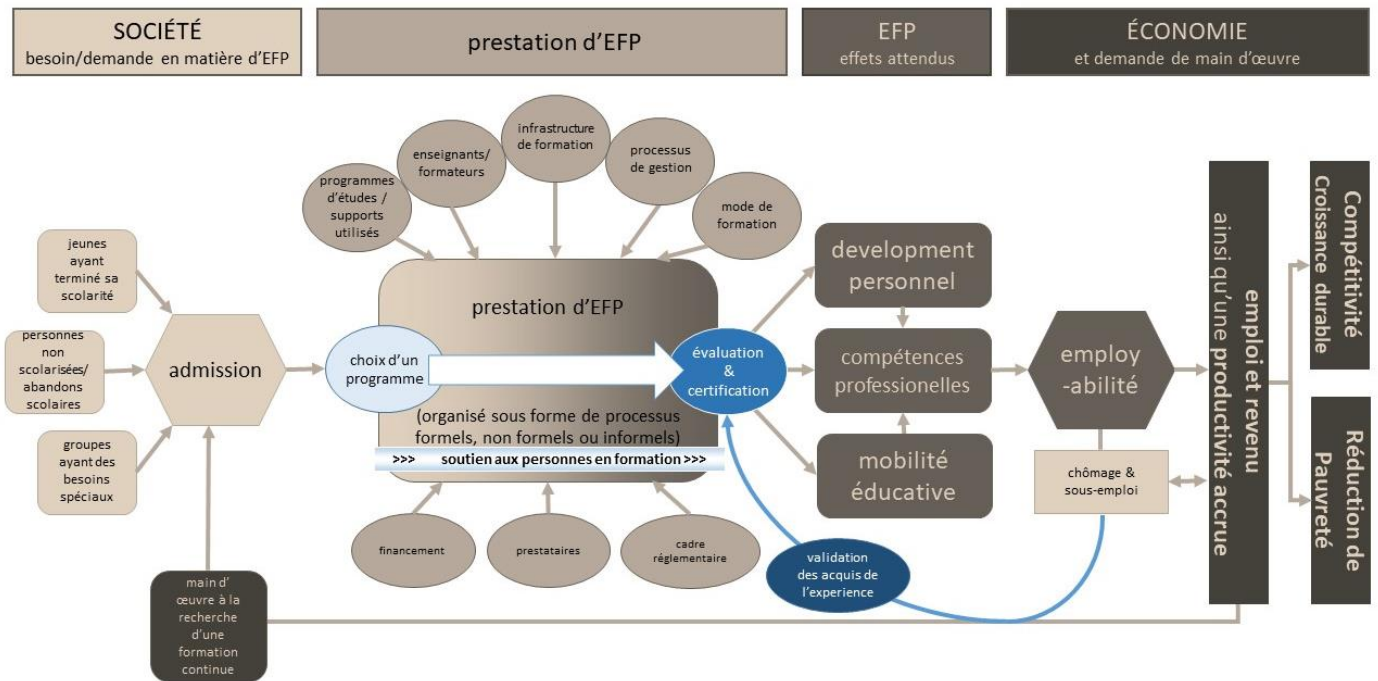 SOCIÉTÉ
besoin/demande en matière d'EFP
prestation d'EFP
EFP
effets attendus
ÉCONOMIE
et demande de main d'œuvre
programmes
d'études /
supports
utilisés
enseignants/
formateurs
infrastructure
de formation
processus
de gestion
mode de
formation
jeunes
ayant
terminé sa
scolarité
personnes
non
scolarisées/
abandons
scolaires
groupes
ayant des
besoins
spéciaux
admission
prestation d'EFP
choix d'un
programme
évaluation
&
certification
(organisé sous forme de processus
formels, non formels ou informels)
>>> soutien aux personnes en formation >>>
financement
prestataires
cadre
réglementaire
development
personnel
compétences
professionelles
mobilité
éducative
employ
-abilité
chômage &
sous-emploi
validation
des acquis de
l'experience
main d'
œuvre à la
recherche
d'une
formation
continue
emploi et revenu
ainsi qu'une productivité accrue
Compétitivité
Croissance durable
Réduction de
Pauvreté